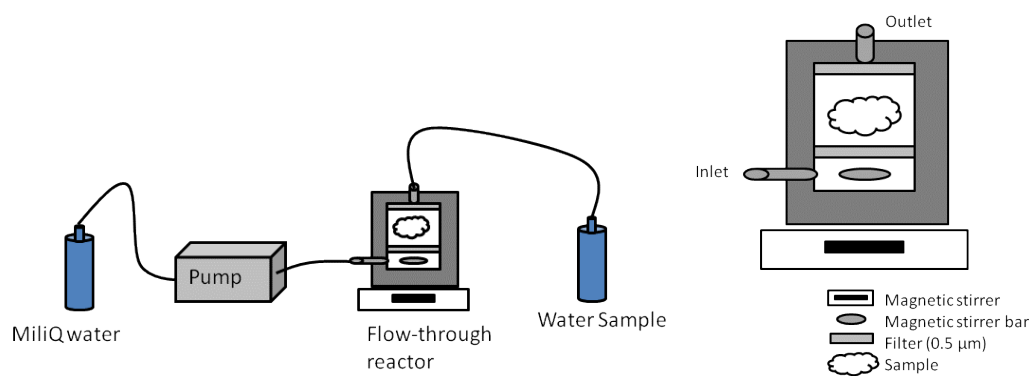 Outlet
Inlet
Pump
MiliQ water
Flow-through
reactor
Water Sample
Magnetic stirrer
Magnetic stirrer bar
Filter (0.5 µm)
Sample